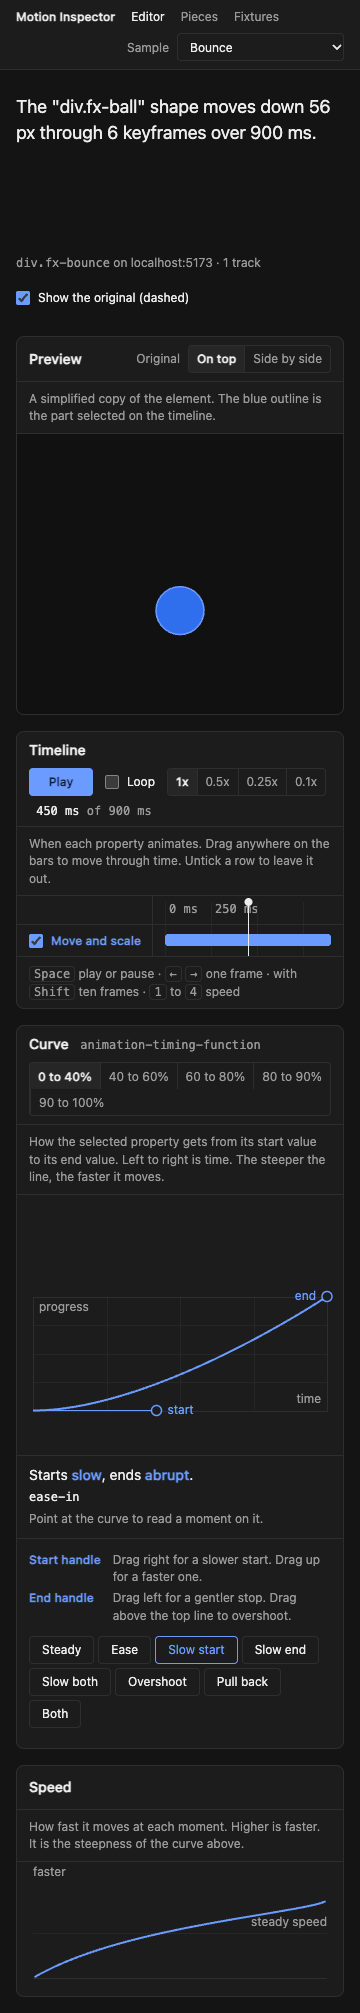 Motion Inspector Editor Pieces Fixtures
Sample Bounce
The "div.fx-ball" shape moves down 56
px through 6 keyframes over 900 ms.
div.fx-bounce on localhost:5173 · 1 track
Show the original (dashed)
Preview Original On top Side by side
A simplified copy of the element. The blue outline is
the part selected on the timeline.
Timeline
Play Loop 1x 0.5x 0.25x 0.1x
450 ms of 900 ms
When each property animates. Drag anywhere on the
bars to move through time. Untick a row to leave it
out.
0 ms 250 ms
Move and scale
Space play or pause · ← → one frame · with
Shift ten frames · 1 to 4 speed
Curve animation-timing-function
0 to 40% 40 to 60% 60 to 80% 80 to 90%
90 to 100%
How the selected property gets from its start value
to its end value. Left to right is time. The steeper the
line, the faster it moves.
end
progress
time
start
Starts slow, ends abrupt.
ease-in
Point at the curve to read a moment on it.
Start handle Drag right for a slower start. Drag up
for a faster one.
End handle Drag left for a gentler stop. Drag
above the top line to overshoot.
Steady Ease Slow start Slow end
Slow both Overshoot Pull back
Both
Speed
How fast it moves at each moment. Higher is faster.
It is the steepness of the curve above.
faster
steady speed